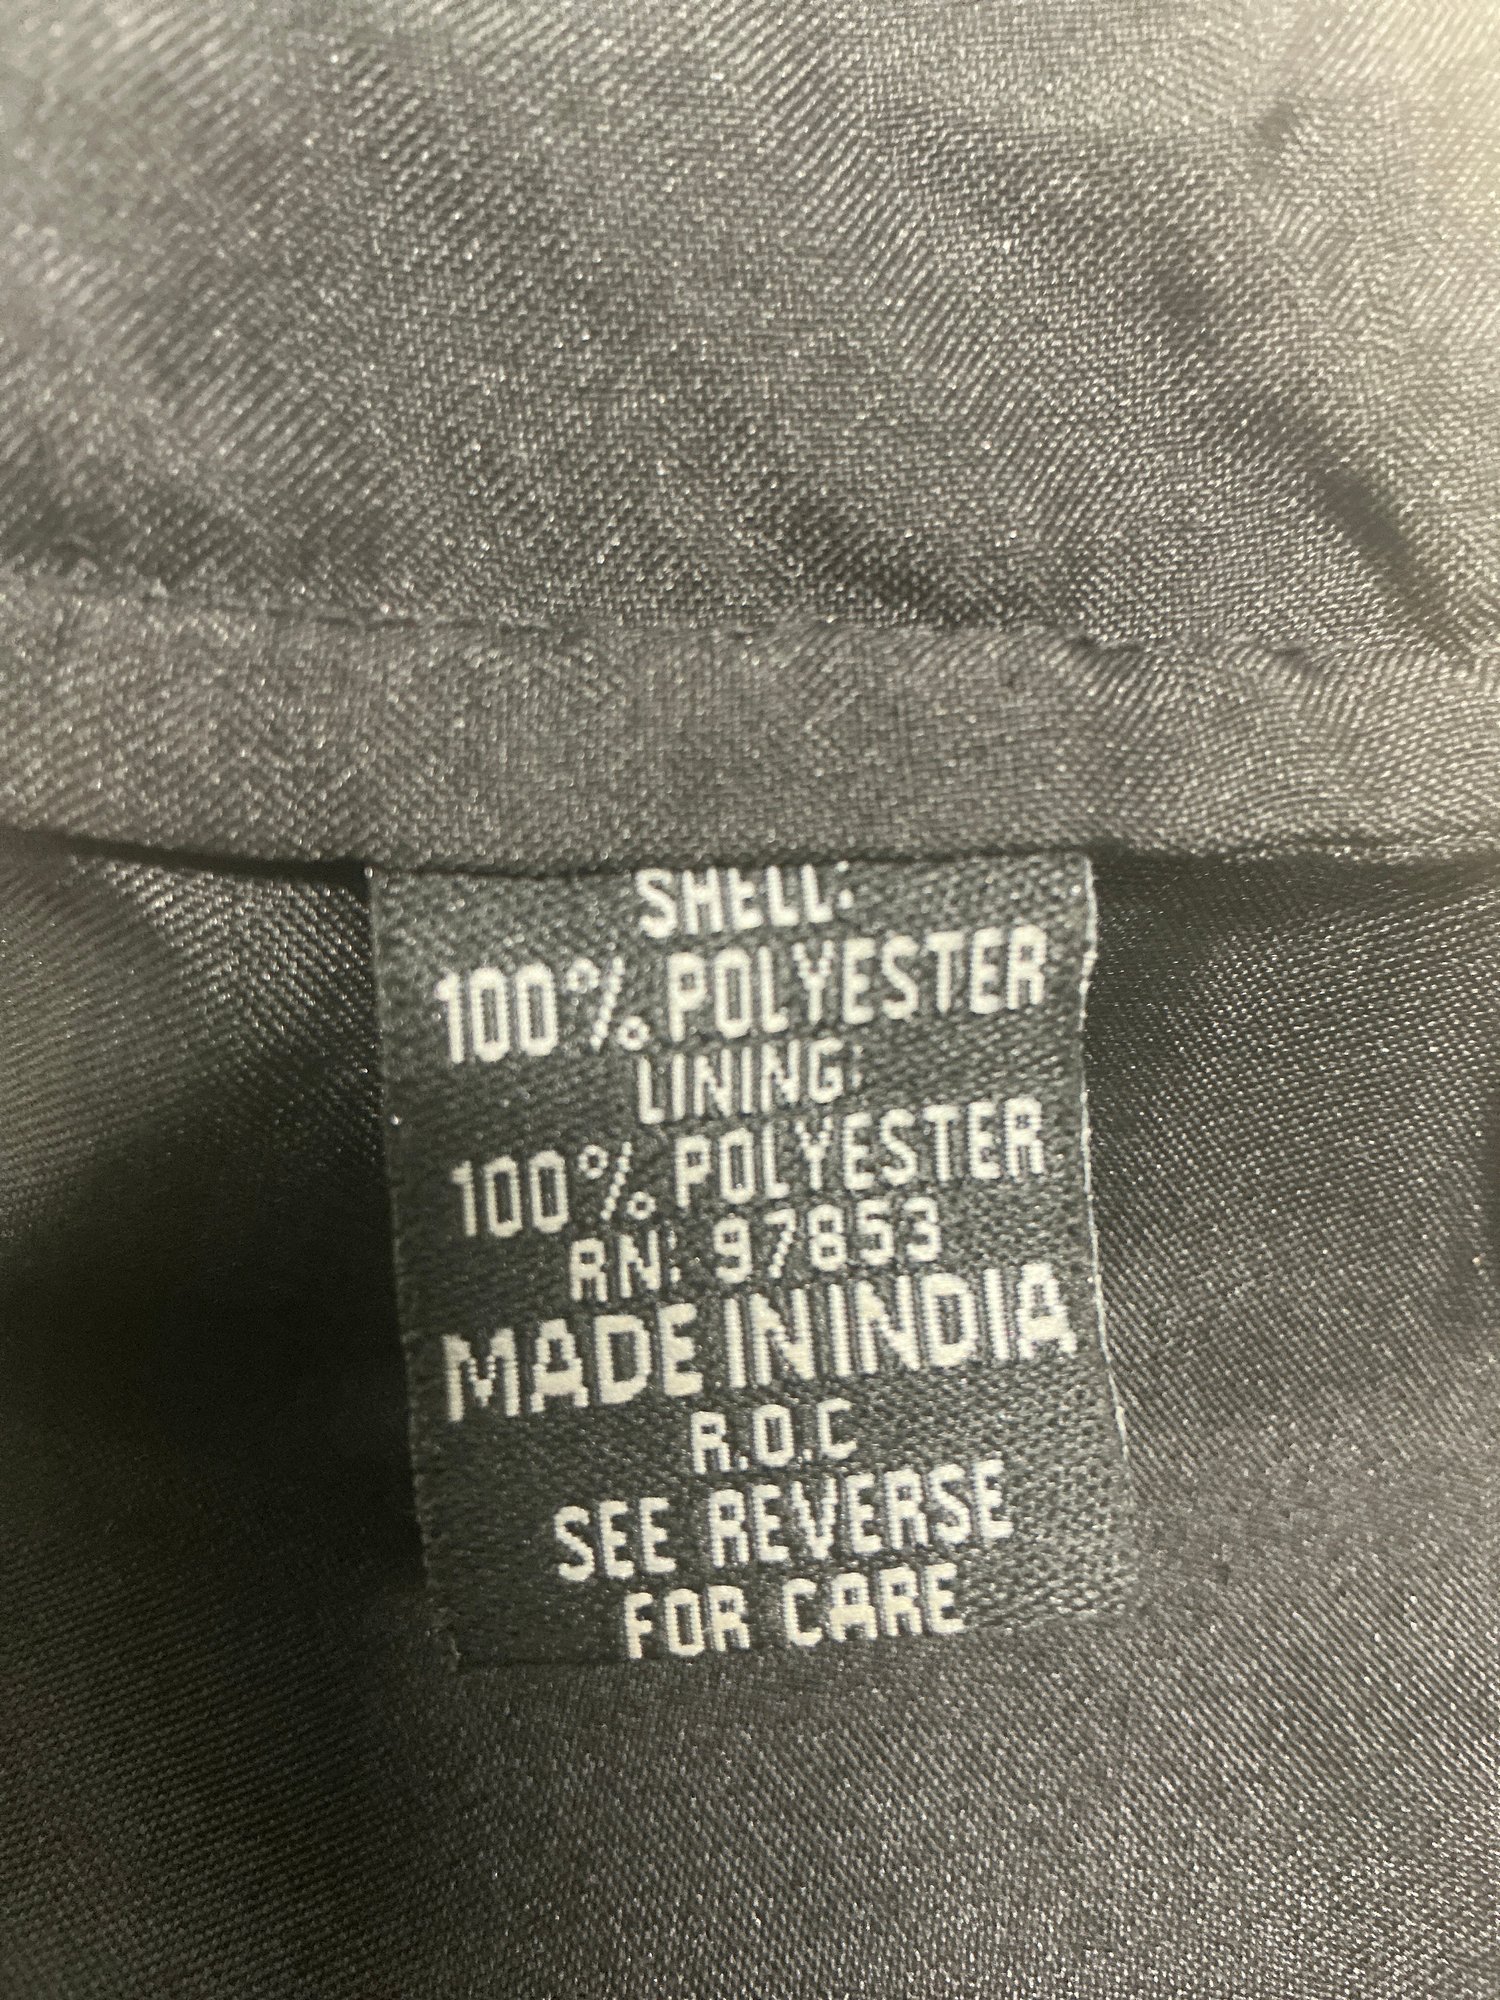 SHELL:
100% POLYESTER
LINING:
100% POLYESTER
RN: 97853
MADE IN INDIA
R.O.C
SEE REVERSE
FOR CARE